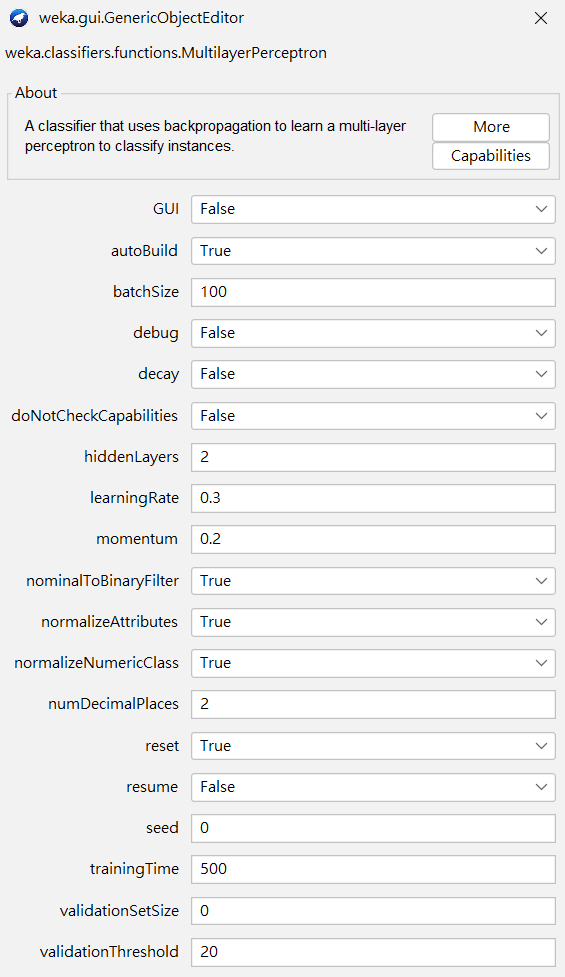 weka.gui.GenericObjectEditor
weka.classifiers.functions.MultilayerPerceptron
About
A classifier that uses backpropagation to learn a multi-layer
perceptron to classify instances.
More
Capabilities
GUI False
autoBuild True
batchSize 100
debug False
decay False
doNotCheckCapabilities False
hiddenLayers 2
learningRate 0.3
momentum 0.2
nominalToBinaryFilter True
normalizeAttributes True
normalizeNumericClass True
numDecimalPlaces 2
reset True
resume False
seed 0
trainingTime 500
validationSetSize 0
validationThreshold 20